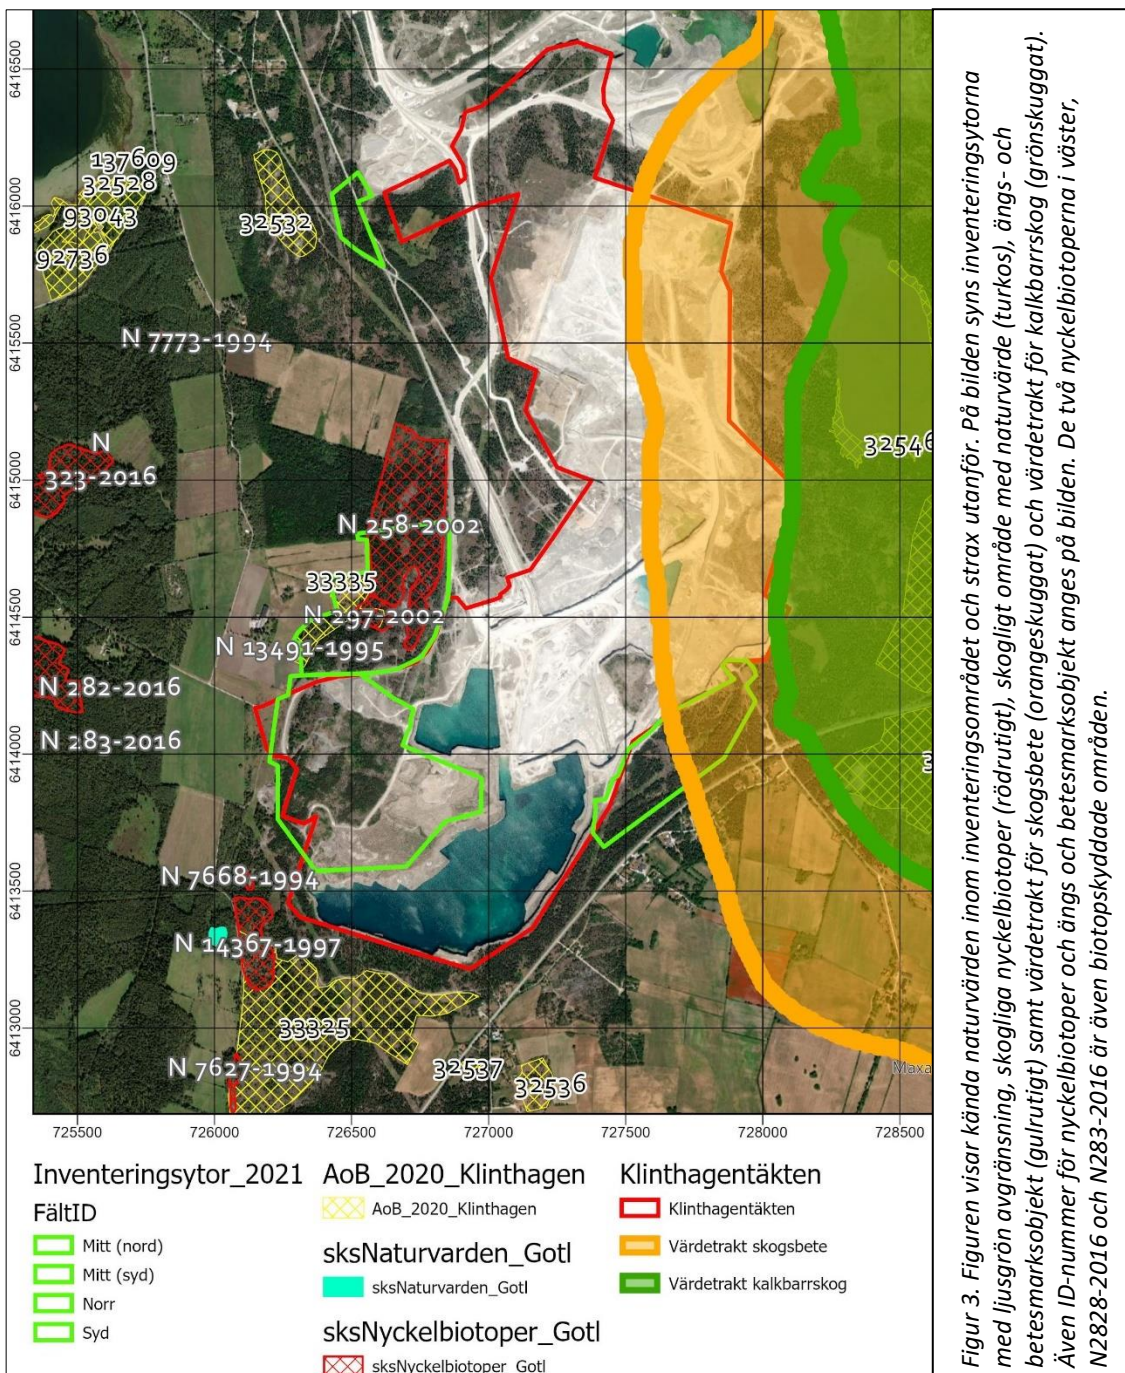 6416500
137609
32528
6416000
93043
32532
92736
N 7773-1994
6415500
N
323-2016
32546
6415000
N 258-2002
33335
N 297-2002
6414500
N 13491-1995
N 282-2016
N 283-2016
6414000
N 7668-1994
6413500
N 14367-1997
33325
6413000
N 7627-1994
32537
32536
Maxa
725500 726000 726500 727000 727500 728000 728500
Inventeringsytor_2021
FältID
Mitt (nord)
Mitt (syd)
Norr
Syd
AoB_2020_Klinthagen
AoB_2020_Klinthagen
sksNaturvarden_Gotl
sksNaturvarden_Gotl
sksNyckelbiotoper_Gotl
sksNyckelbiotoper_Gotl
Klinthagentäkten
Klinthagentäkten
Värdetrakt skogsbete
Värdetrakt kalkbarrskog
Figur 3. Figuren visar kända naturvärden inom inventeringsområdet och strax utanför. På bilden syns inventeringsytorna
med ljusgrön avgränsning, skogliga nyckelbiotoper (rödrutigt), skogligt område med naturvärde (turkos), ängs- och
betesmarksobjekt (gulrutigt) samt värdetrakt för skogsbete (orangeskuggat) och värdetrakt för kalkbarrskog (grönskuggat).
Även ID-nummer för nyckelbiotoper och ängs och betesmarksobjekt anges på bilden. De två nyckelbiotoperna i väster,
N2828-2016 och N283-2016 är även biotopskyddade områden.